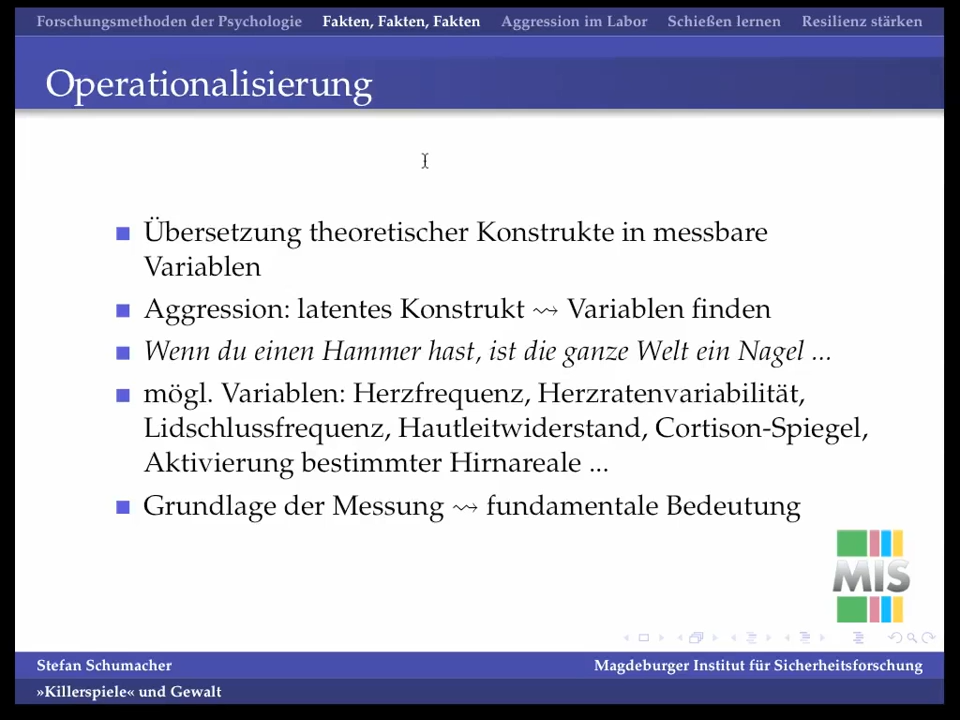 Forschungsmethoden der Psychologie Fakten, Fakten, Fakten Aggression im Labor Schießen lernen Resilienz stärken
Operationalisierung
Übersetzung theoretischer Konstrukte in messbare
Variablen
Aggression: latentes Konstrukt ⇝ Variablen finden
Wenn du einen Hammer hast, ist die ganze Welt ein Nagel ...
mögl. Variablen: Herzfrequenz, Herzratenvariabilität,
Lidschlussfrequenz, Hautleitwiderstand, Cortison-Spiegel,
Aktivierung bestimmter Hirnareale ...
Grundlage der Messung ⇝ fundamentale Bedeutung
MIS
Stefan Schumacher Magdeburger Institut für Sicherheitsforschung
»Killerspiele« und Gewalt